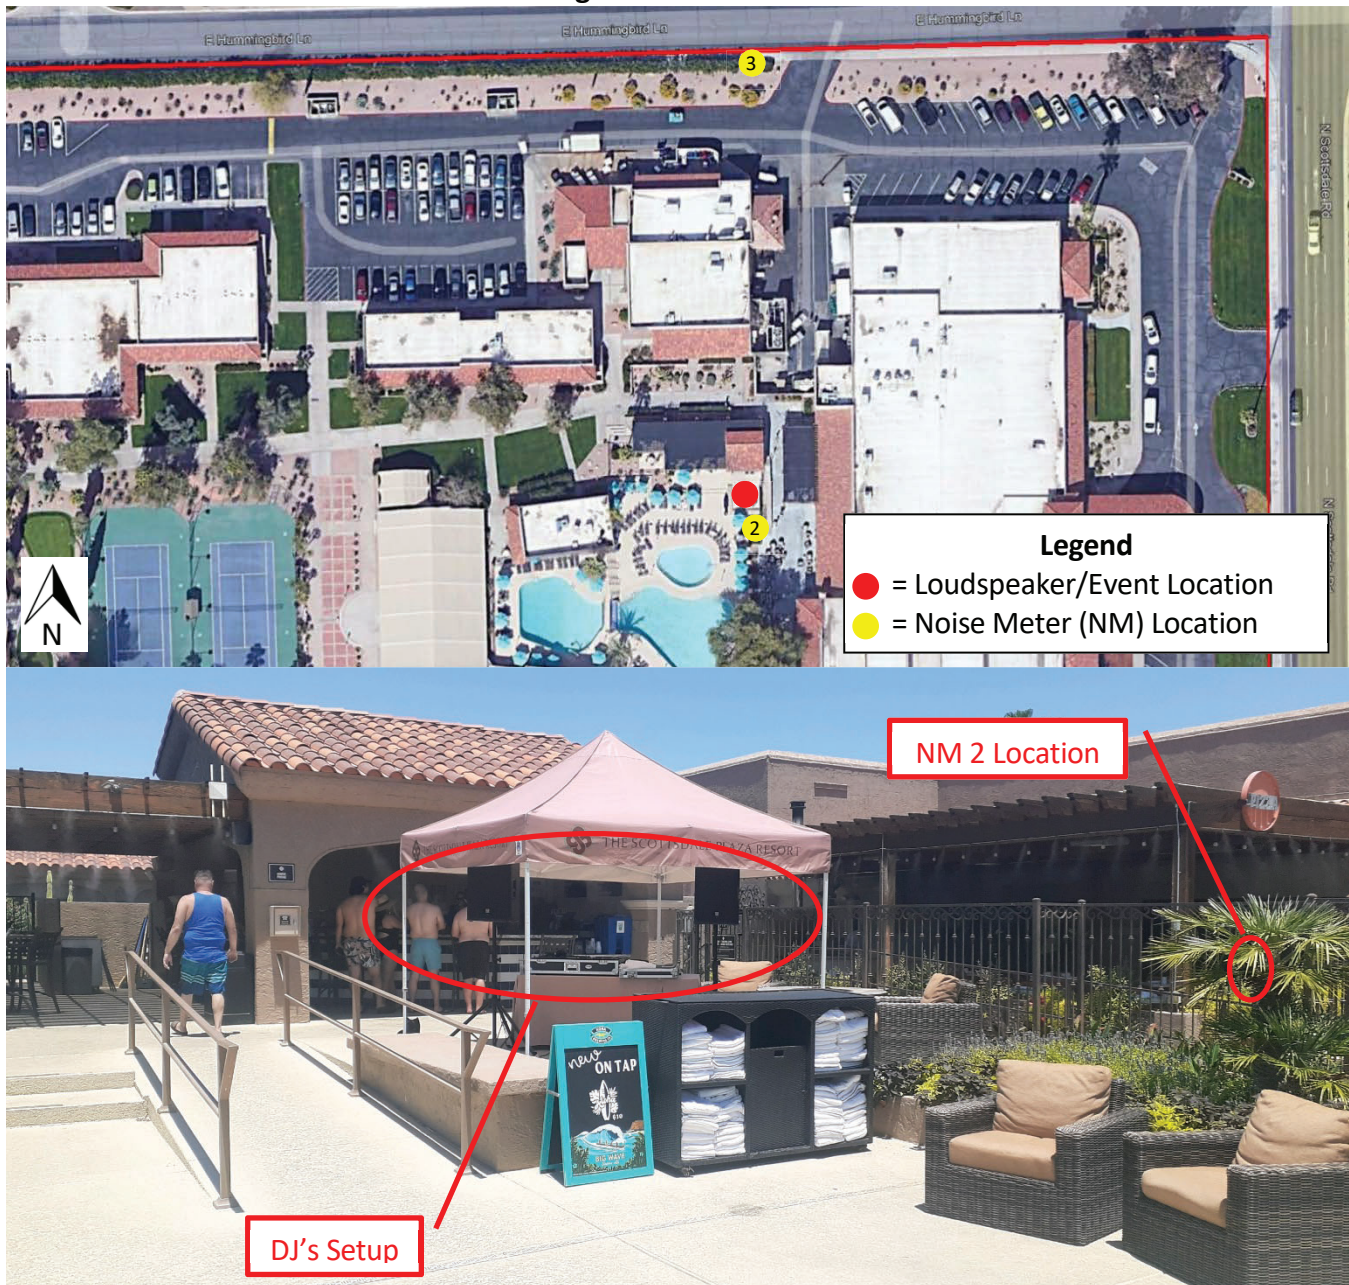 E Hummingbird Ln
E Hummingbird Ln
E Hummingbird Ln
3
N Scottsdale Rd
2
Legend
= Loudspeaker/Event Location
= Noise Meter (NM) Location
N
NM 2 Location
THE SCOTTSDALE PLAZA RESORT
new
ON TAP
BIG WAVE
DJ's Setup